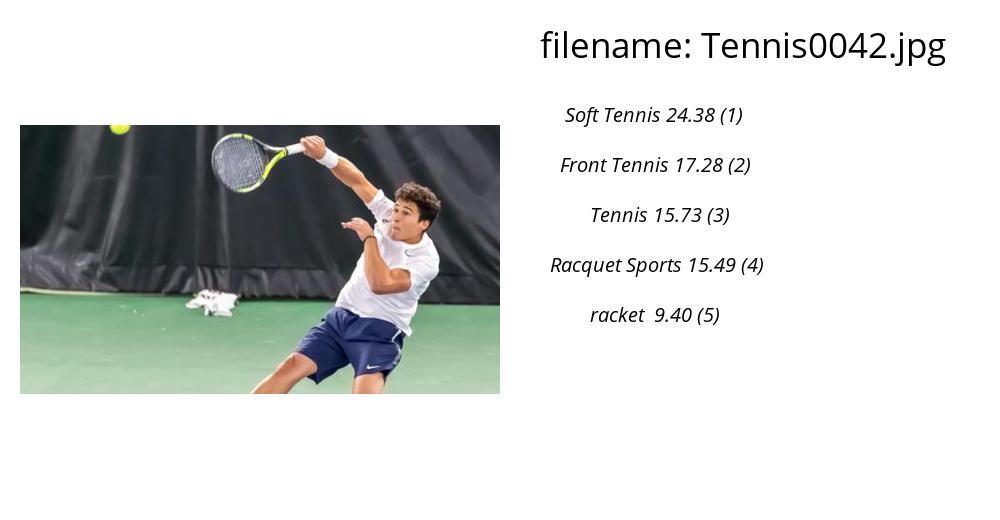 filename: Tennis0042.jpg
Soft Tennis 24.38 (1)
Front Tennis 17.28 (2)
Tennis 15.73 (3)
Racquet Sports 15.49 (4)
racket  9.40 (5)